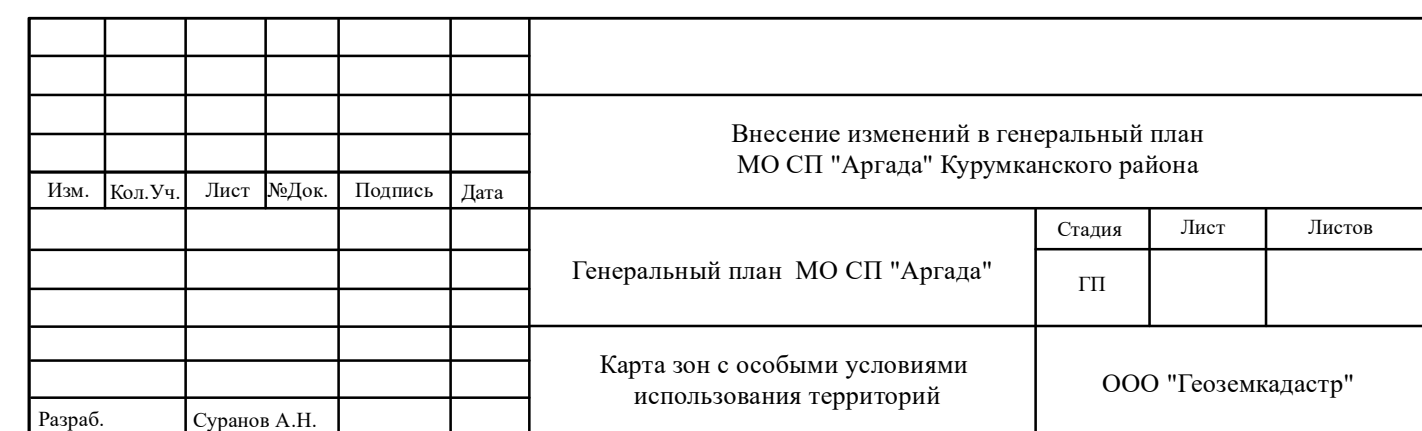 Внесение изменений в генеральный план
МО СП "Аргада" Курумканского района
Изм. Кол.Уч. Лист №Док. Подпись Дата
Стадия Лист Листов
Генеральный план МО СП "Аргада"
ГП
Карта зон с особыми условиями
использования территорий
ООО "Геоземкадастр"
Разраб. Суранов А.Н.